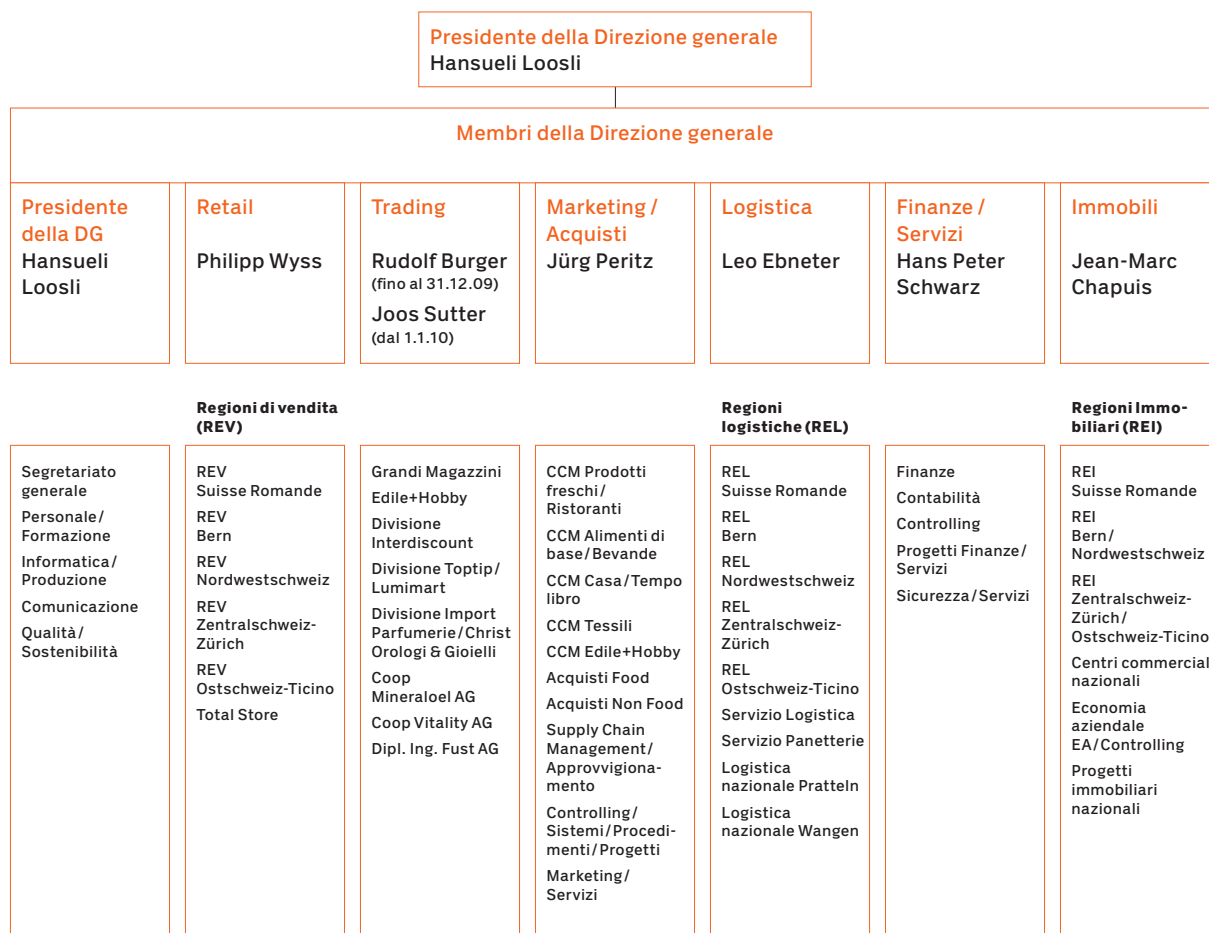 Presidente della Direzione generale
Hansueli Loosli
Membri della Direzione generale
Presidente
della DG
Hansueli
Loosli
Retail
Philipp Wyss
Trading
Rudolf Burger
(fino al 31.12.09)
Joos Sutter
(dal 1.1.10)
Marketing /
Acquisti
Jürg Peritz
Logistica
Leo Ebneter
Finanze /
Servizi
Hans Peter
Schwarz
Immobili
Jean-Marc
Chapuis
Segretariato
generale
Personale/
Formazione
Informatica/
Produzione
Comunicazione
Qualità/
Sostenibilità
Regioni di vendita
(REV)
REV
Suisse Romande
REV
Bern
REV
Nordwestschweiz
REV
Zentralschweiz-
Zürich
REV
Ostschweiz-Ticino
Total Store
Grandi Magazzini
Edile+Hobby
Divisione
Interdiscount
Divisione Toptip/
Lumimart
Divisione Import
Parfumerie/Christ
Orologi & Gioielli
Coop
Mineraloel AG
Coop Vitality AG
Dipl. Ing. Fust AG
CCM Prodotti
freschi/
Ristoranti
CCM Alimenti di
base/Bevande
CCM Casa/Tempo
libro
CCM Tessili
CCM Edile+Hobby
Acquisti Food
Acquisti Non Food
Supply Chain
Management/
Approvvigiona-
mento
Controlling/
Sistemi/Procedi-
menti/Progetti
Marketing/
Servizi
Regioni
logistiche (REL)
REL
Suisse Romande
REL
Bern
REL
Nordwestschweiz
REL
Zentralschweiz-
Zürich
REL
Ostschweiz-Ticino
Servizio Logistica
Servizio Panetterie
Logistica
nazionale Pratteln
Logistica
nazionale Wangen
Finanze
Contabilità
Controlling
Progetti Finanze/
Servizi
Sicurezza/Servizi
Regioni Immo-
biliari (REI)
REI
Suisse Romande
REI
Bern/
Nordwestschweiz
REI
Zentralschweiz-
Zürich/
Ostschweiz-Ticino
Centri commercial
nazionali
Economia
aziendale
EA/Controlling
Progetti
immobiliari
nazionali